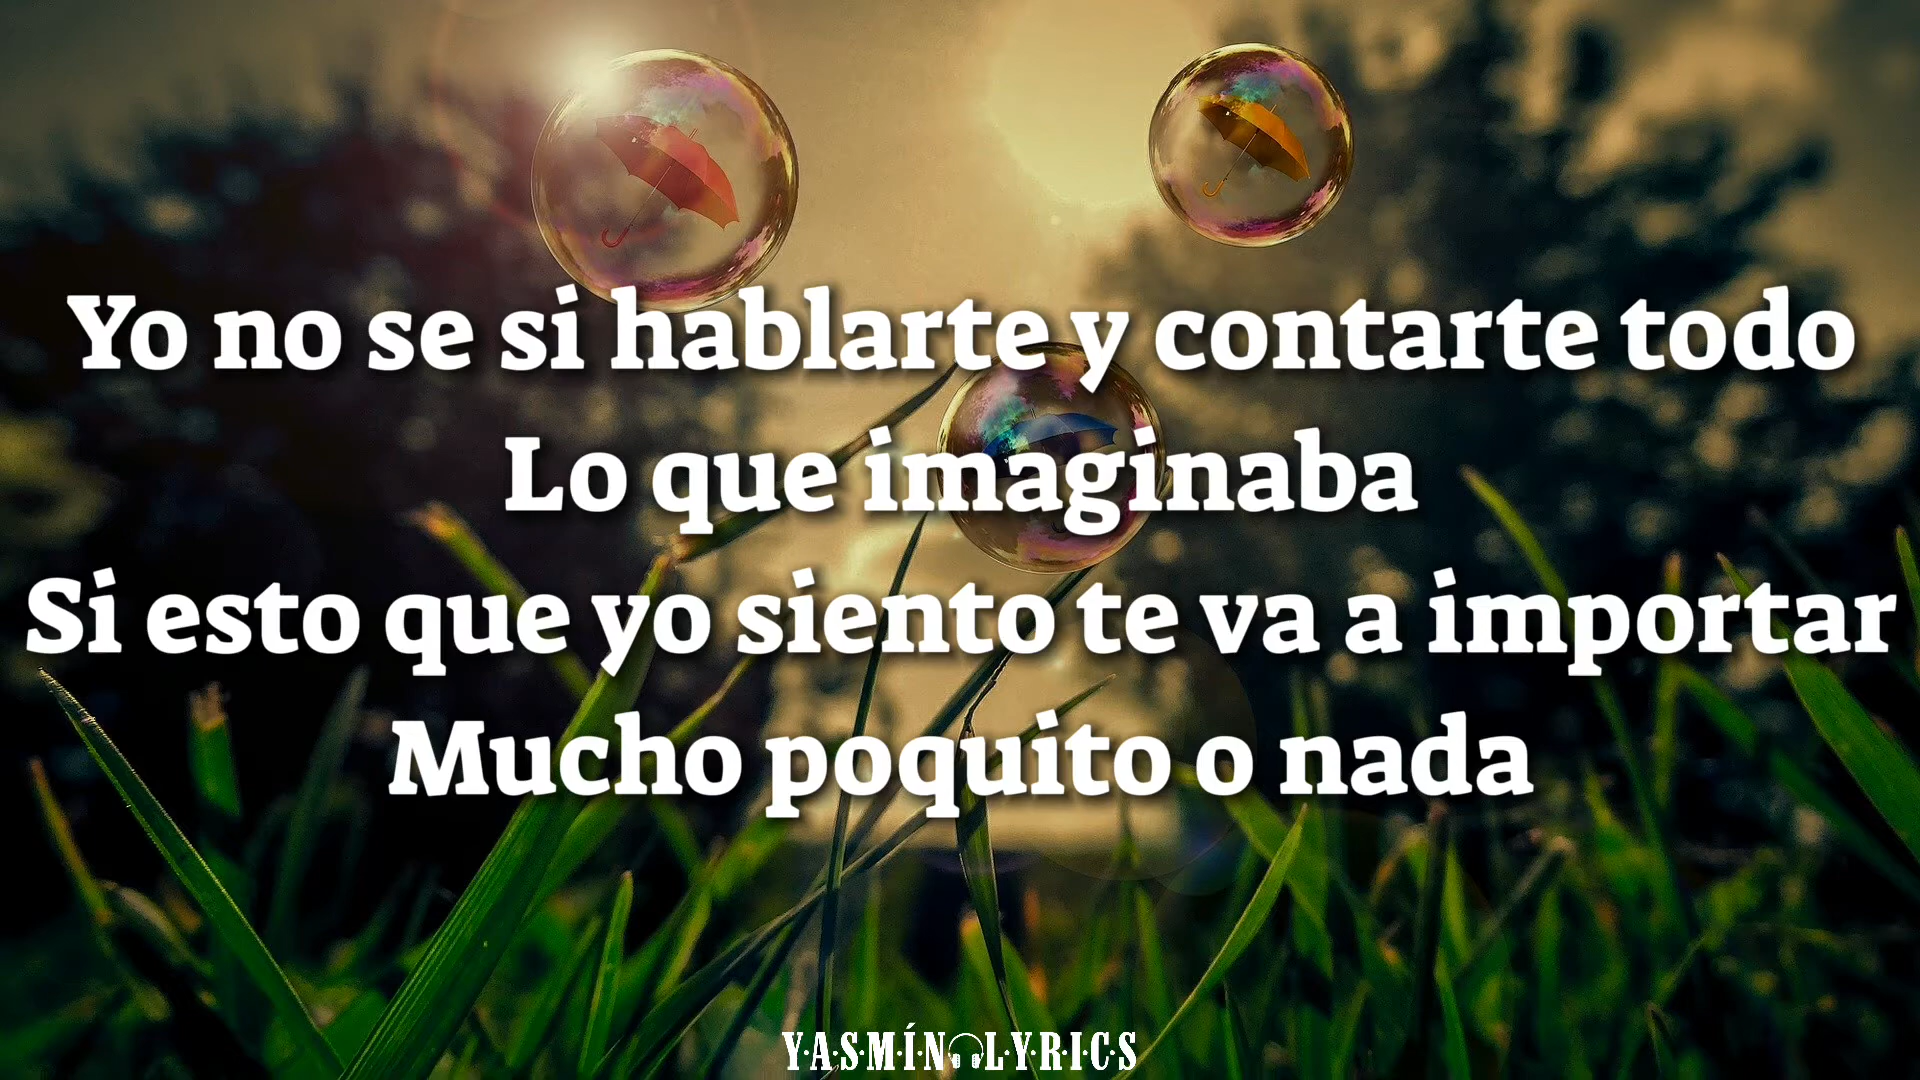 Yo no se si hablarte y contarte todo
Lo que imaginaba
Si esto que yo siento te va a importar
Mucho poquito o nada
YASMÍN LYRICS